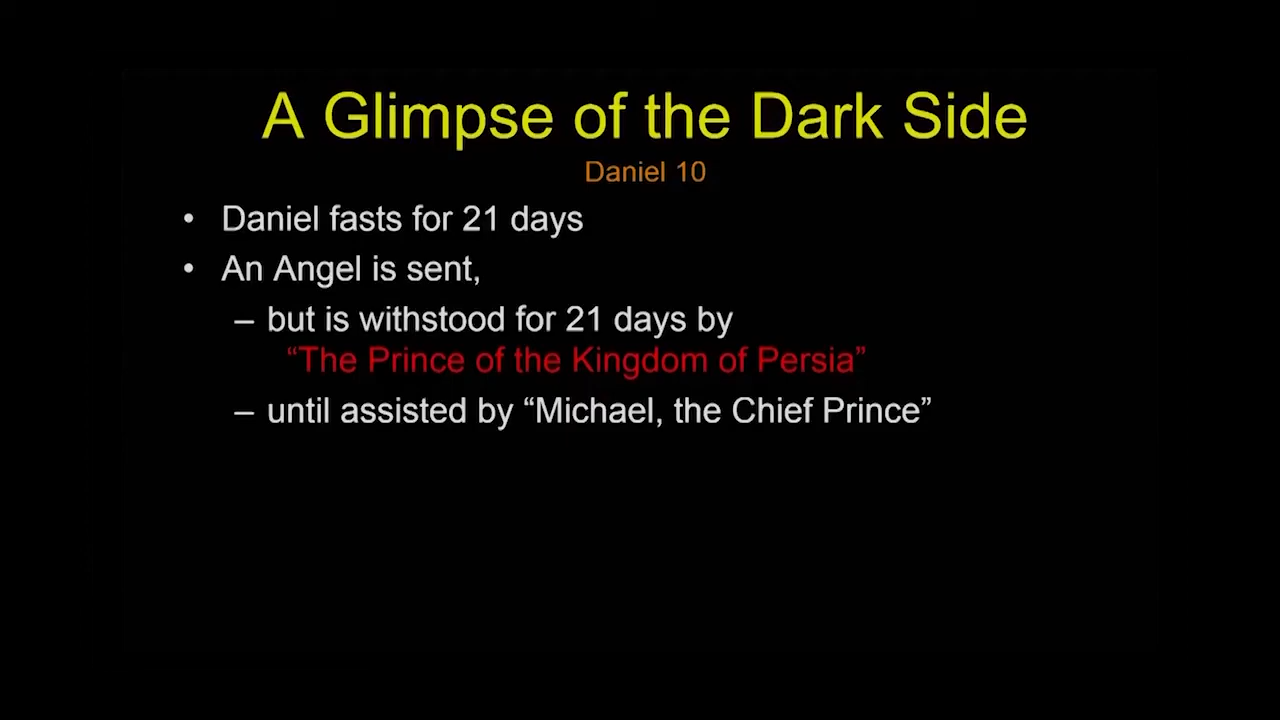 A Glimpse of the Dark Side
Daniel 10
• Daniel fasts for 21 days
• An Angel is sent,
– but is withstood for 21 days by
“The Prince of the Kingdom of Persia”
– until assisted by “Michael, the Chief Prince”